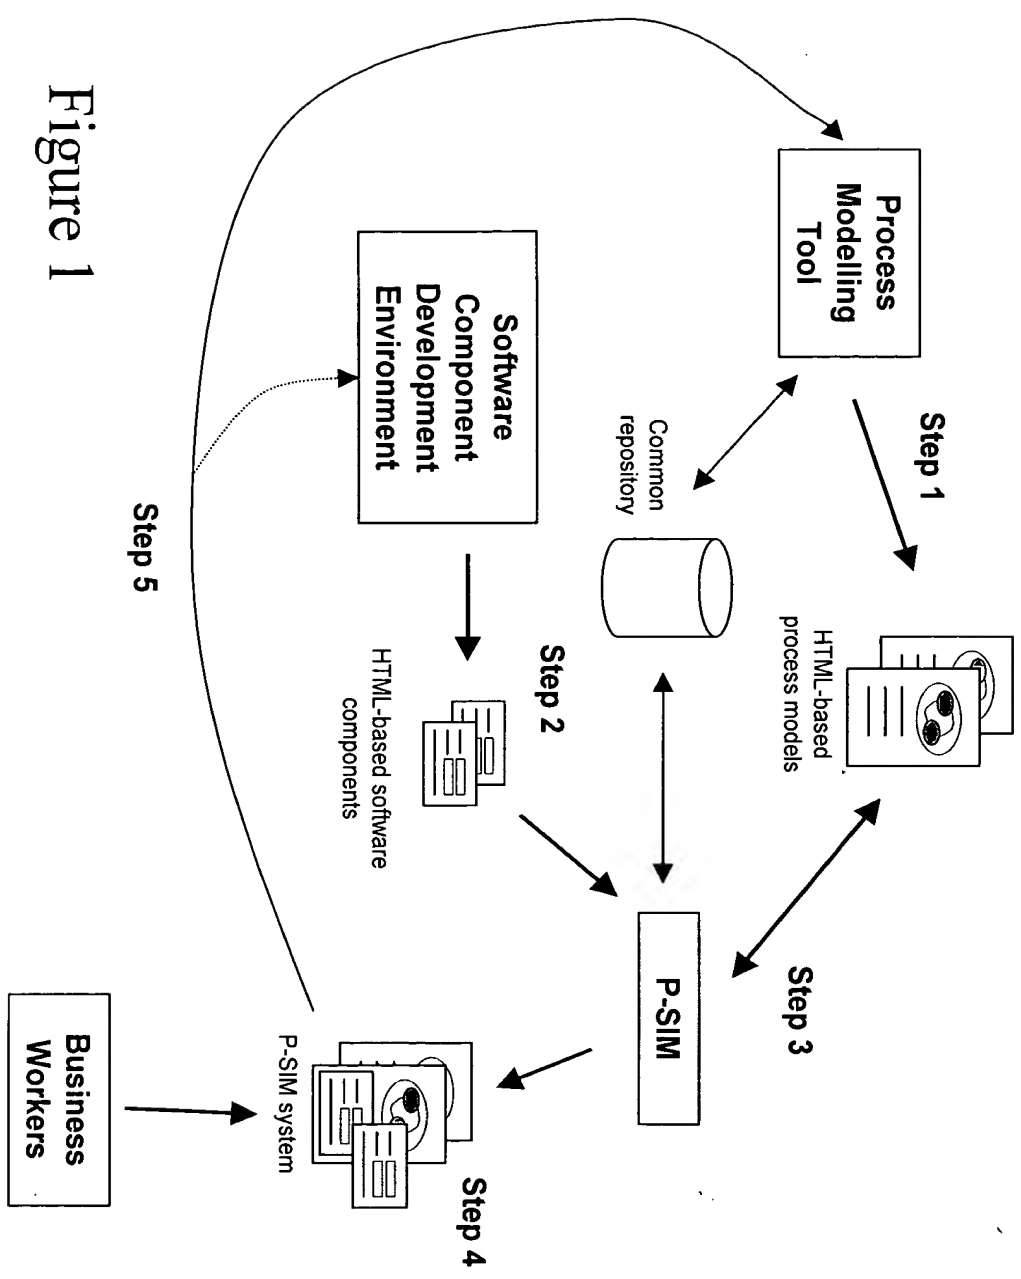 Process
Modelling
Tool
Step 1
HTML-based
process models
Common
repository
Step 3
P-SIM
Software
Component
Development
Environment
Step 2
HTML-based software
components
Step 4
P-SIM system
Step 5
Business
Workers
Figure 1